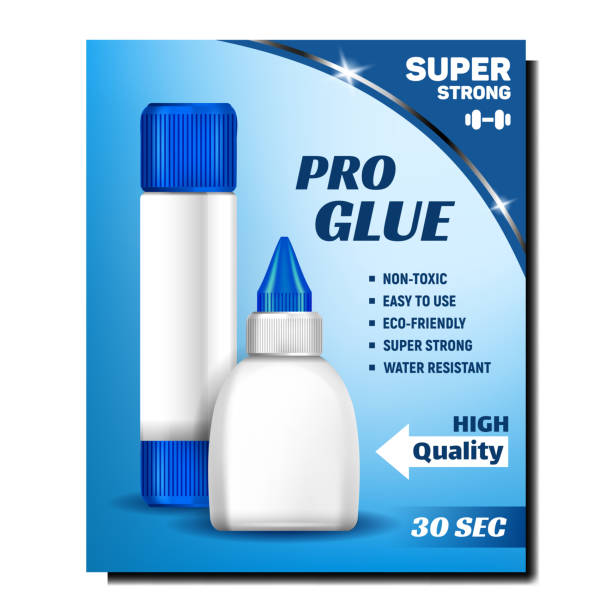 SUPER
STRONG
PRO
GLUE
▪ NON-TOXIC
▪ EASY TO USE
▪ ECO-FRIENDLY
▪ SUPER STRONG
▪ WATER RESISTANT
HIGH
Quality
30 SEC